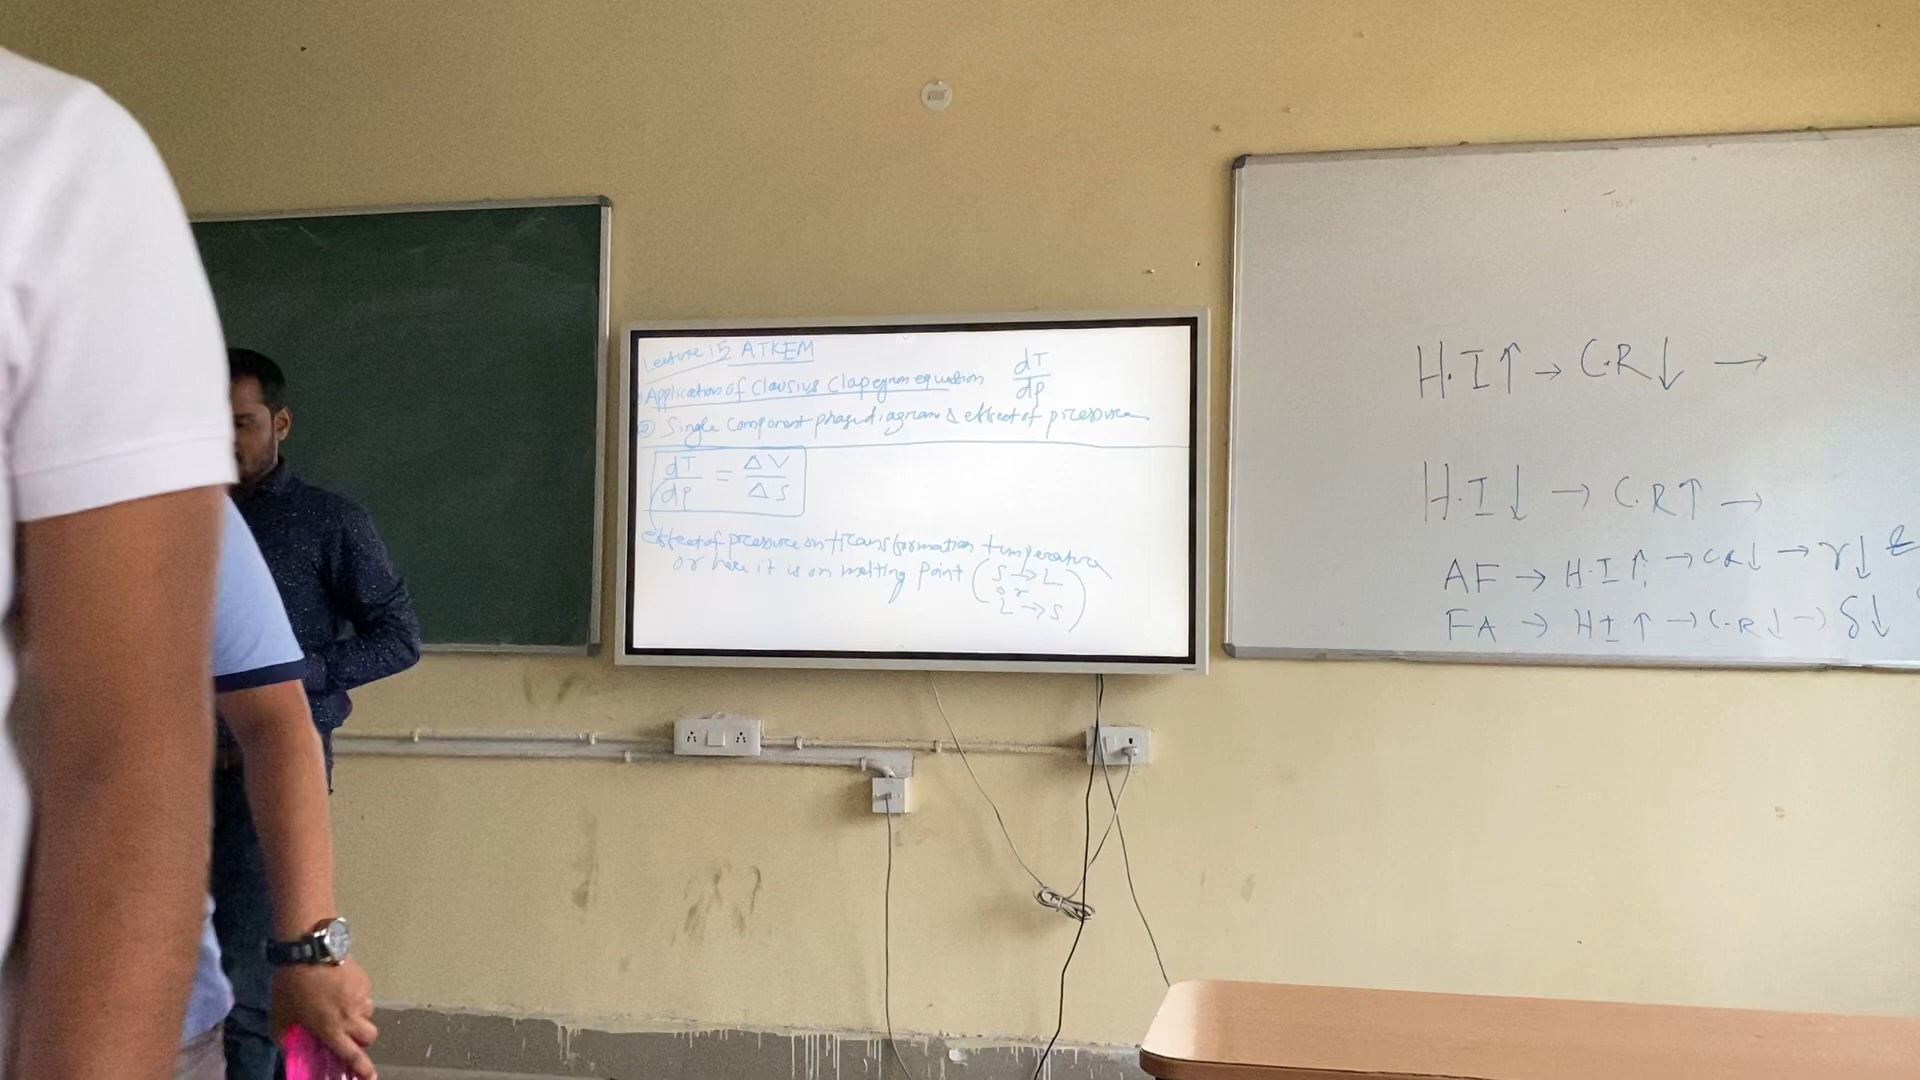 Lecture 15 ATKEM
Application of Clausius Clapeyron equation dT/dp
② Single component phase diagram & effect of pressure
dT/dp = ΔV/ΔS
effect of pressure on transformation temperature
or here it is on melting point (S → L
or
L → S)
H.I↑ → C.R↓ →
H.I↓ → C.R↑ →
AF → H.I↑ → CR↓ → r↓
FA → HI↑ → C.R↓ → δ↓